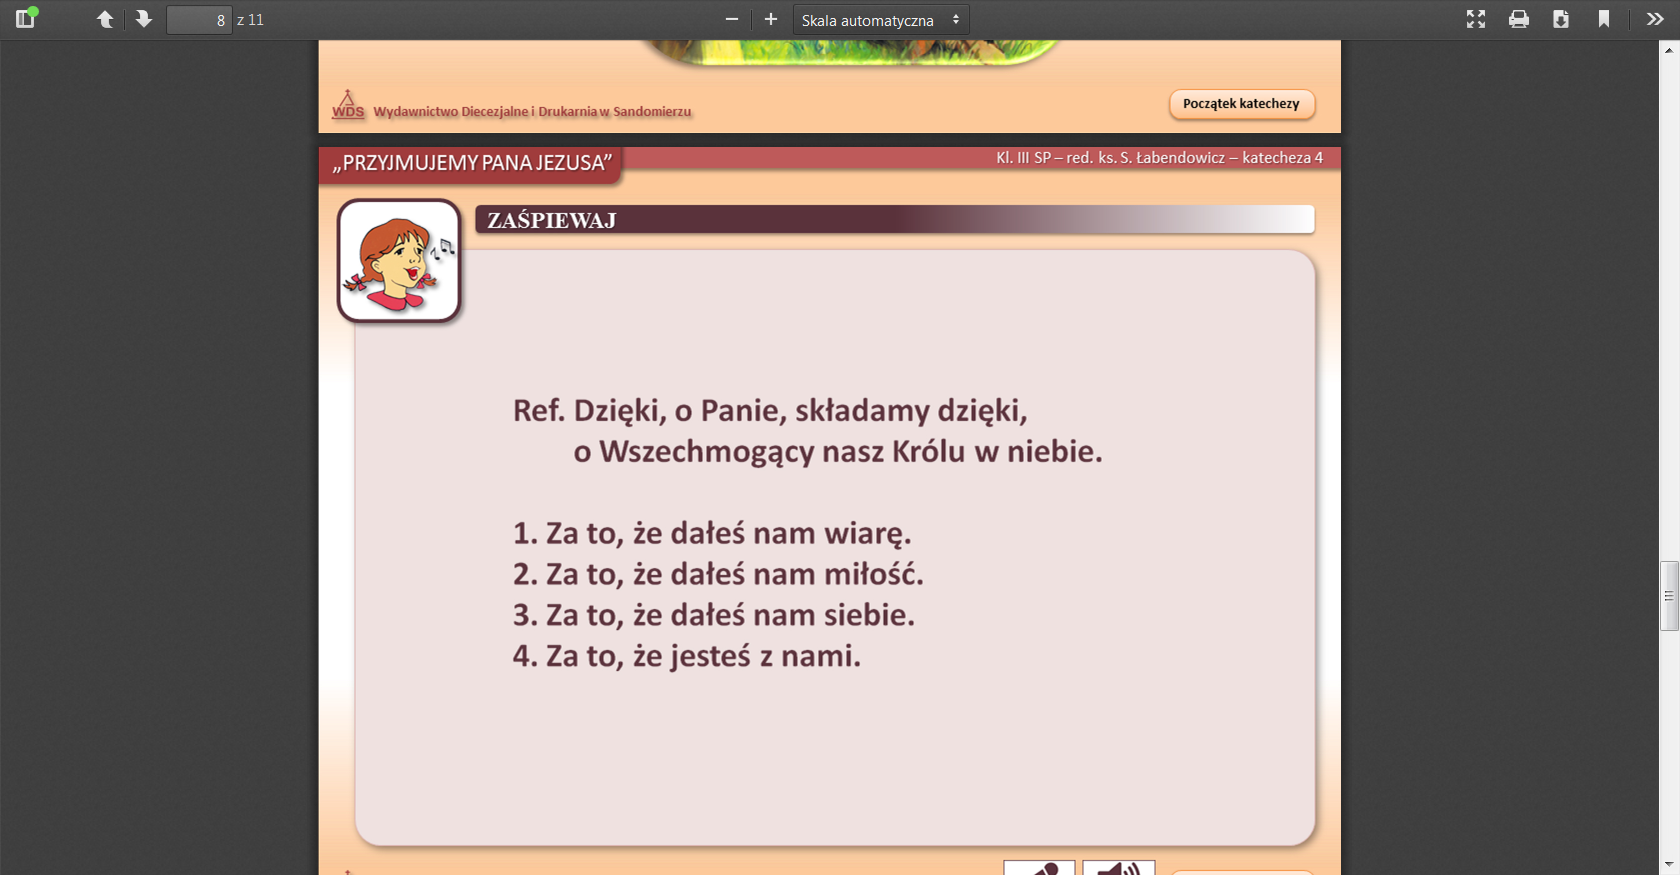 8 z 11
Skala automatyczna
WDS Wydawnictwo Diecezjalne i Drukarnia w Sandomierzu
Początek katechezy
„PRZYJMUJEMY PANA JEZUSA”
Kl. III SP – red. ks. S. Łabendowicz – katecheza 4
ZAŚPIEWAJ
Ref. Dzięki, o Panie, składamy dzięki,
o Wszechmogący nasz Królu w niebie.
1. Za to, że dałeś nam wiarę.
2. Za to, że dałeś nam miłość.
3. Za to, że dałeś nam siebie.
4. Za to, że jesteś z nami.